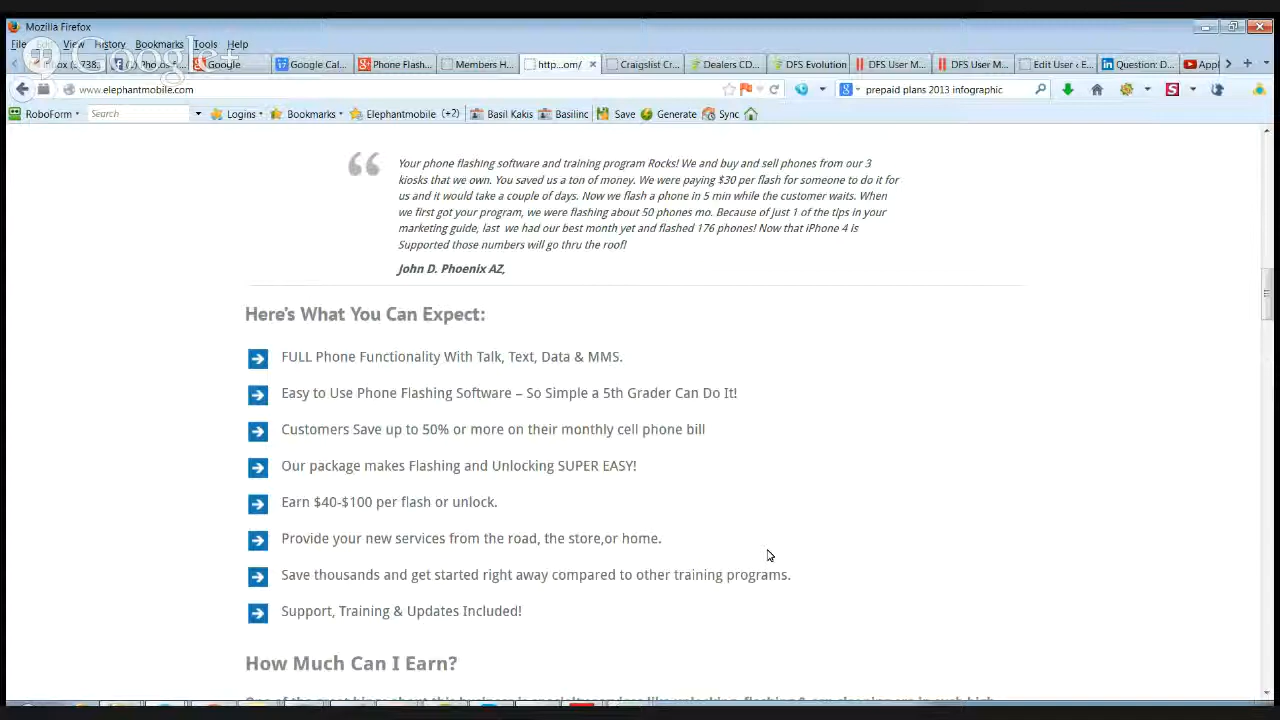 Mozilla Firefox
File Edit View History Bookmarks Tools Help
Google+
Google
Google Cal...
Phone Flash...
Members H...
http...om/
Craigslist Cr...
Dealers CD...
DFS Evolution
DFS User M...
DFS User M...
Edit User ‹ E...
Question: D...
Appl
www.elephantmobile.com
prepaid plans 2013 infographic
RoboForm
Search
Logins
Bookmarks
Elephantmobile (+2)
Basil Kakis
Basilinc
Save
Generate
Sync
Your phone flashing software and training program Rocks! We and buy and sell phones from our 3
kiosks that we own. You saved us a ton of money. We were paying $30 per flash for someone to do it for
us and it would take a couple of days. Now we flash a phone in 5 min while the customer waits. When
we first got your program, we were flashing about 50 phones mo. Because of just 1 of the tips in your
marketing guide, last we had our best month yet and flashed 176 phones! Now that iPhone 4 is
Supported those numbers will go thru the roof!
John D. Phoenix AZ,
Here's What You Can Expect:
FULL Phone Functionality With Talk, Text, Data & MMS.
Easy to Use Phone Flashing Software – So Simple a 5th Grader Can Do It!
Customers Save up to 50% or more on their monthly cell phone bill
Our package makes Flashing and Unlocking SUPER EASY!
Earn $40-$100 per flash or unlock.
Provide your new services from the road, the store,or home.
Save thousands and get started right away compared to other training programs.
Support, Training & Updates Included!
How Much Can I Earn?